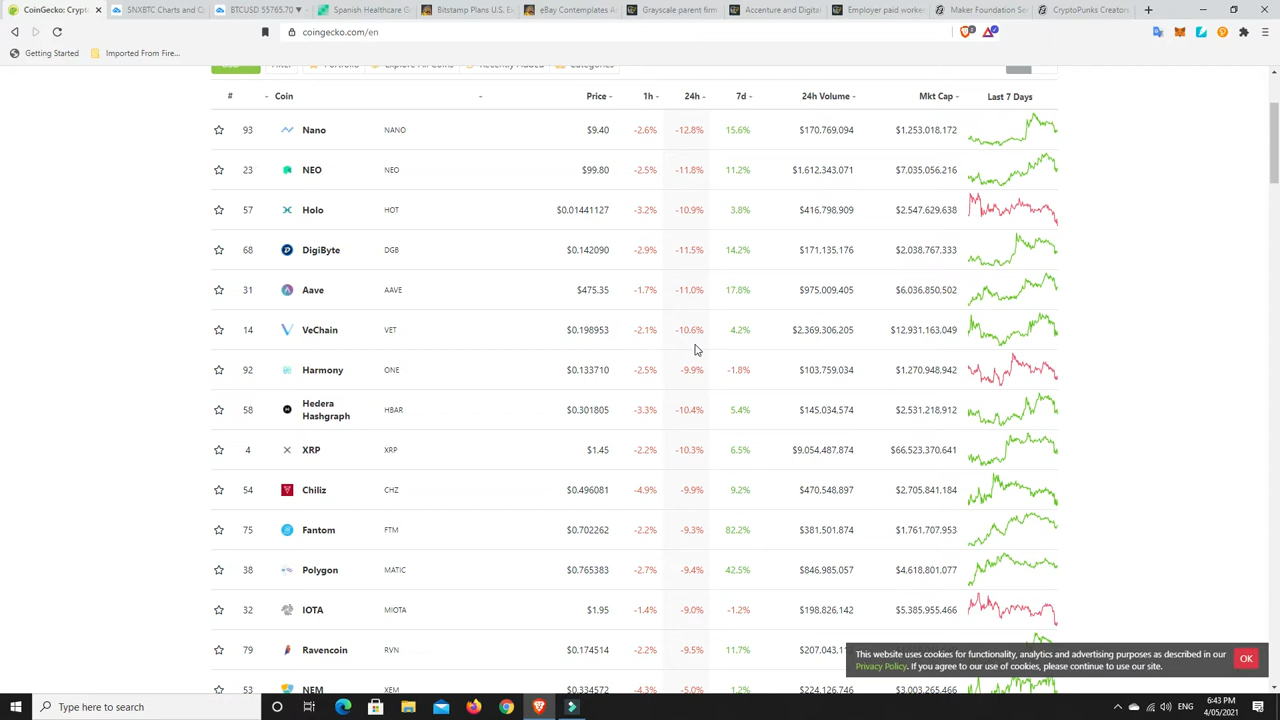 CoinGecko: Crypto
SNXBTC Charts and Q
BTCUSD 55765.70 ▼
Spanish Healthcare G
Bitstamp Plans U.S. Ex
eBay Contemplates A
Grayscale parent firm
Accenture and Digital
Employer paid worke
Maker Foundation Se
CryptoPunks Creators
coingecko.com/en
Getting Started Imported From Fire...
Portfolio Explore All Coins Recently Added Categories
# Coin Price 1h 24h 7d 24h Volume Mkt Cap Last 7 Days
93 Nano NANO $9.40 -2.6% -12.8% 15.6% $170,769,094 $1,253,018,172
23 NEO NEO $99.80 -2.5% -11.8% 11.2% $1,612,343,071 $7,035,056,216
57 Holo HOT $0.01441127 -3.2% -10.9% 3.8% $416,798,909 $2,547,629,638
68 DigiByte DGB $0.142090 -2.9% -11.5% 14.2% $171,135,176 $2,038,767,333
31 Aave AAVE $475.35 -1.7% -11.0% 17.8% $975,009,405 $6,036,850,502
14 VeChain VET $0.198953 -2.1% -10.6% 4.2% $2,369,306,205 $12,931,163,049
92 Harmony ONE $0.133710 -2.5% -9.9% -1.8% $103,759,034 $1,270,948,942
58 Hedera Hashgraph HBAR $0.301805 -3.3% -10.4% 5.4% $145,034,574 $2,531,218,912
4 XRP XRP $1.45 -2.2% -10.3% 6.5% $9,054,487,874 $66,523,370,641
54 Chiliz CHZ $0.496081 -4.9% -9.9% 9.2% $470,548,897 $2,705,841,184
75 Fantom FTM $0.702262 -2.2% -9.3% 82.2% $381,501,874 $1,761,707,953
38 Polygon MATIC $0.765383 -2.7% -9.4% 42.5% $846,985,057 $4,618,801,077
32 IOTA MIOTA $1.95 -1.4% -9.0% -1.2% $198,826,142 $5,385,955,466
79 Ravencoin RVN $0.174514 -2.2% -9.5% 11.7% $207,043,1
53 NEM XEM $0.334572 -4.3% -5.0% 1.2% $224,126,746 $3,003,265,466
This website uses cookies for functionality, analytics and advertising purposes as described in our
Privacy Policy. If you agree to our use of cookies, please continue to use our site.
OK
Type here to search
ENG
6:43 PM
4/05/2021